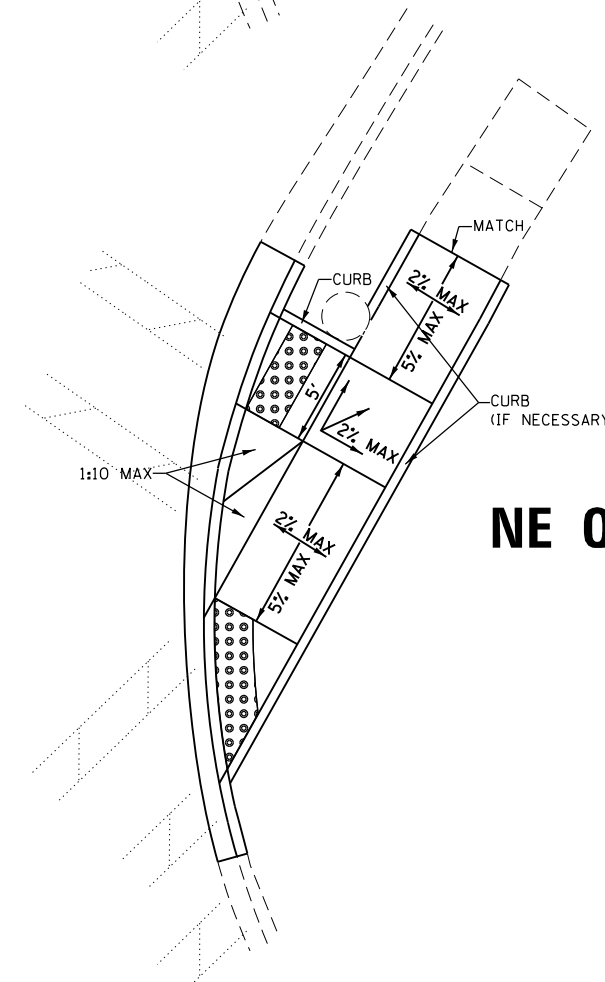 MATCH
2% MAX
CURB
5% MAX
5'
CURB
(IF NECESSARY
2% MAX
1:10 MAX
NE
2% MAX
5% MAX